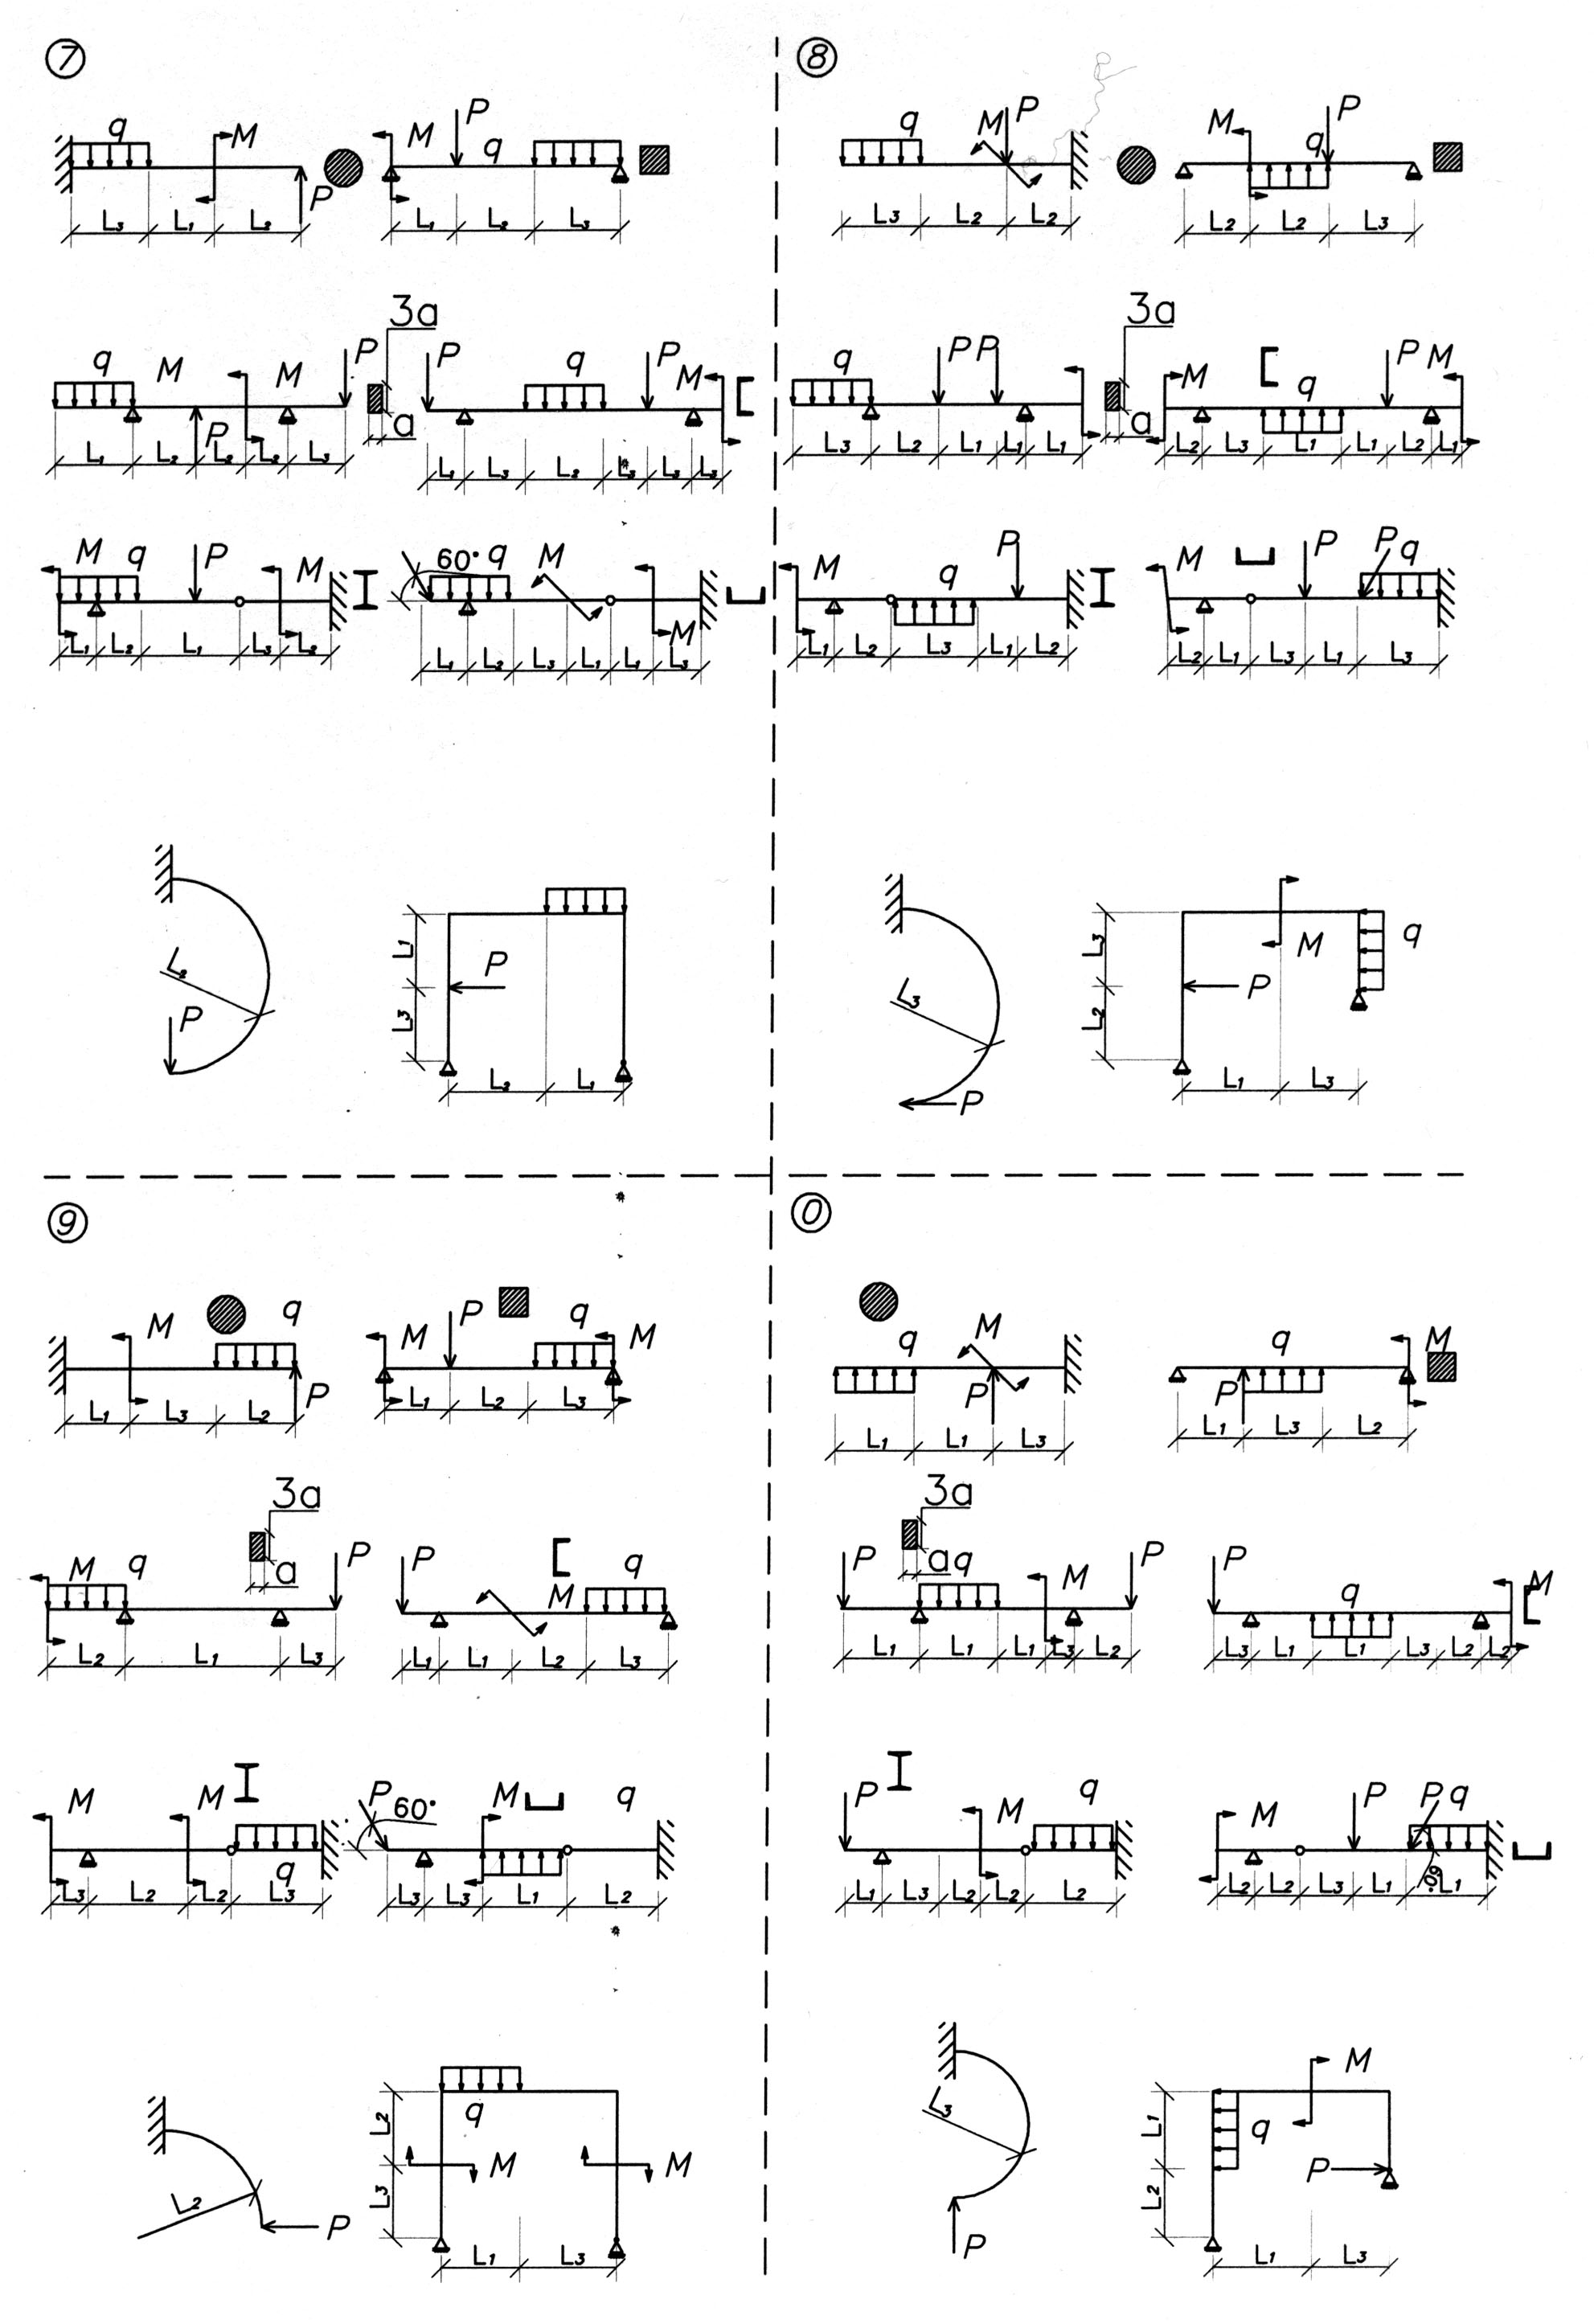 7
q M P
L3 L1 L2
M P q
L1 L2 L3
q M P M P
3a
a
L1 L2 L2 L2 L3
P q P M
L1 L3 L2 L3 L3 L3
M q P M
L1 L2 L1 L3 L2
60° q M M
L1 L2 L3 L1 L1 L3
L2
P
P
L1
L3
L2 L1
8
q M P
L3 L2 L2
M q P
L2 L2 L3
q P P
3a
a
L3 L2 L1 L1 L1
M q P M
L2 L3 L1 L1 L2 L1
M q P
L1 L2 L3 L1 L2
M P P q
L2 L1 L3 L1 L3
L3
P
M q
P
L3
L2
L1 L3
9
M q P
L1 L3 L2
M P q M
L1 L2 L3
M q P
3a
a
L2 L1 L3
P M q
L1 L1 L2 L3
M M q
L3 L2 L2 L3
P 60° M q
L3 L3 L1 L2
L2
P
q
M M
L2
L3
L1 L3
0
q M P
L1 L1 L3
q P M
L1 L3 L2
3a
a
P q M P
L1 L1 L1 L3 L2
P q M
L3 L1 L1 L3 L2 L2
P M q
L1 L3 L2 L2 L2
M P P q
60°
L2 L2 L3 L1 L1
L3
P
M
q
P
L1
L2
L1 L3